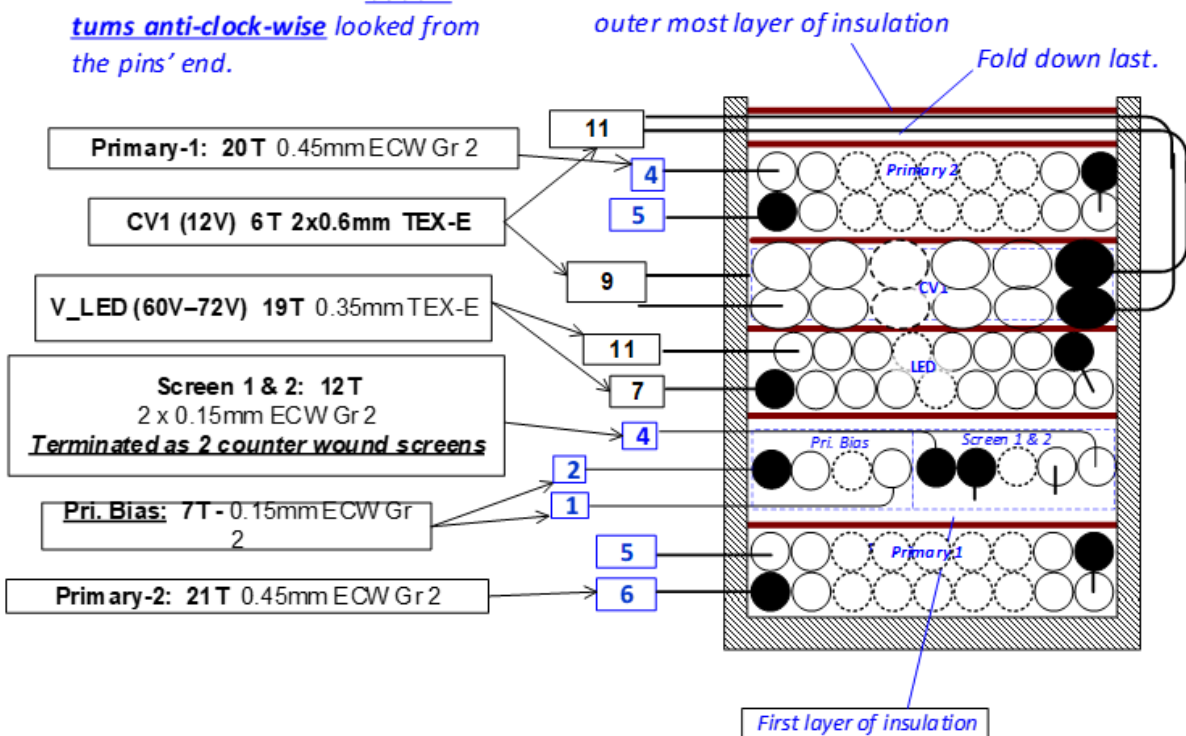 tums anti-clock-wise looked from
the pins' end.
outer most layer of insulation
Fold down last.
Primary-1: 20T 0.45mm ECW Gr 2
11
4
Primary 2
5
CV1 (12V) 6T 2x0.6mm TEX-E
9
CV1
V_LED (60V–72V) 19T 0.35mm TEX-E
11
LED
7
Screen 1 & 2: 12T
2 x 0.15mm ECW Gr 2
Terminated as 2 counter wound screens
4
Pri. Bias
Screen 1 & 2
2
1
Pri. Bias: 7T - 0.15mm ECW Gr
2
5
Primary 1
Primary-2: 21T 0.45mm ECW Gr 2
6
First layer of insulation